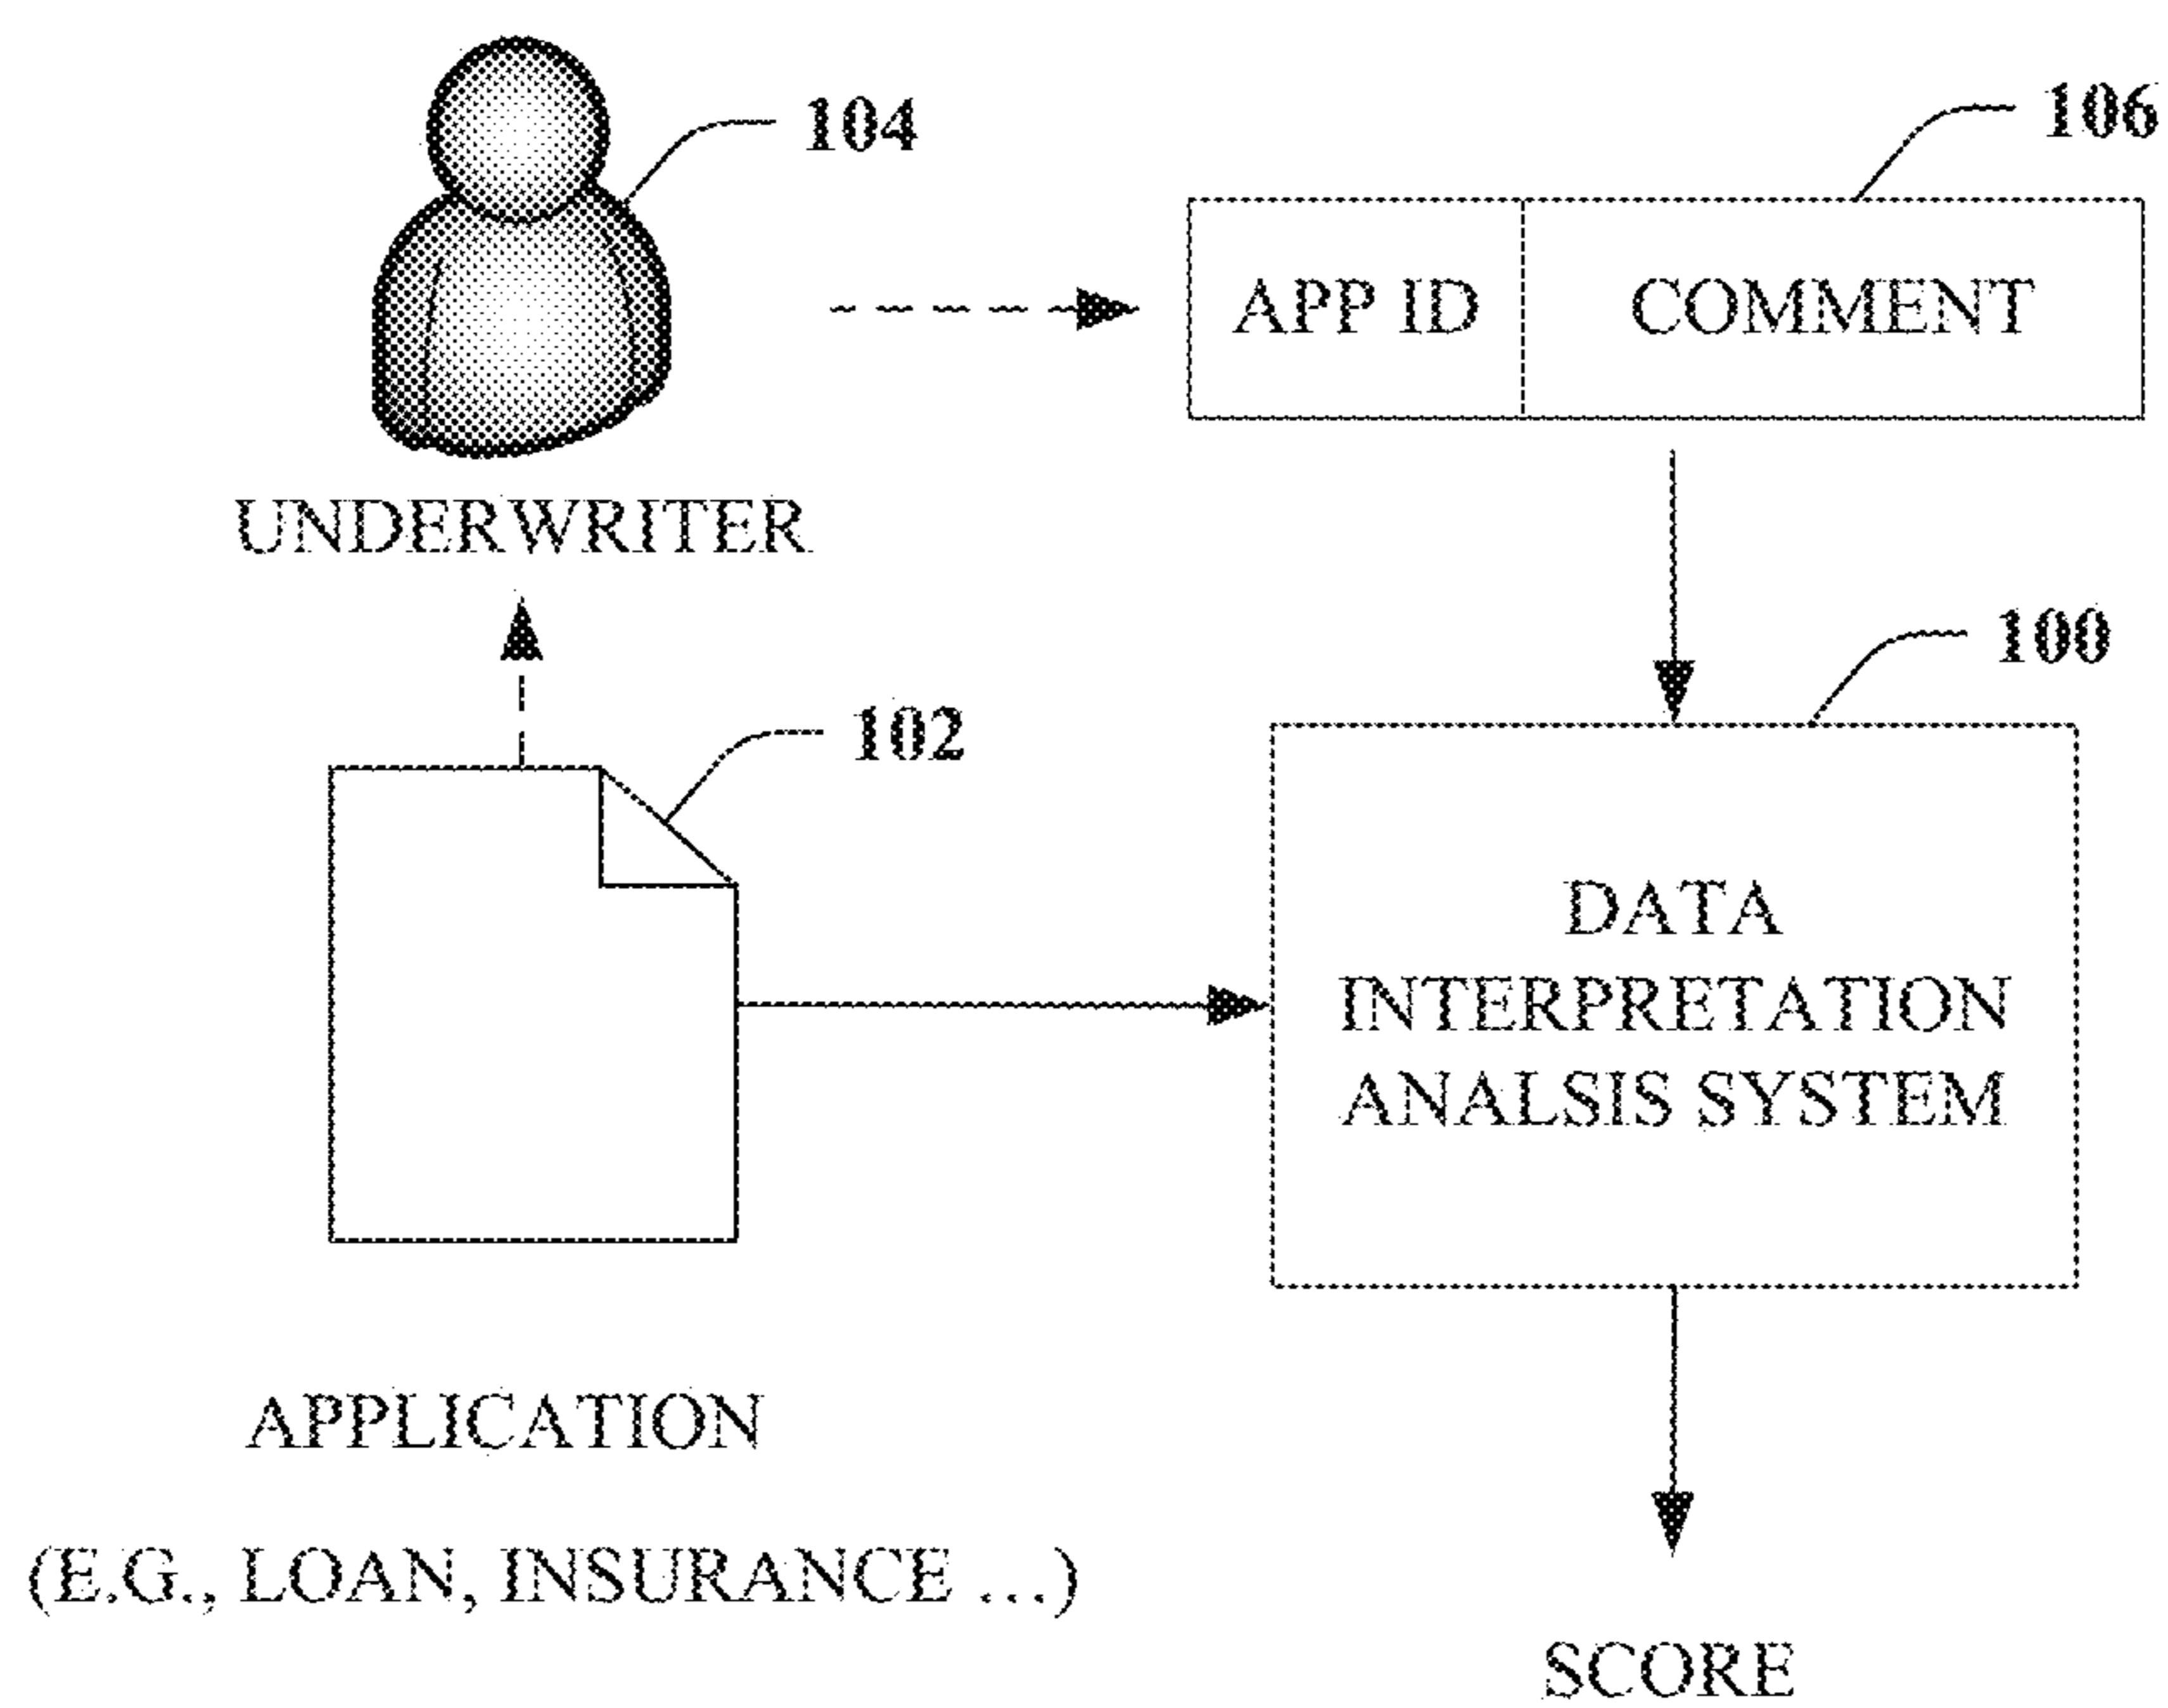 104
106
APP ID
COMMENT
UNDERWRITER
100
102
DATA
INTERPRETATION
ANALSIS SYSTEM
APPLICATION
(E.G., LOAN, INSURANCE ...)
SCORE